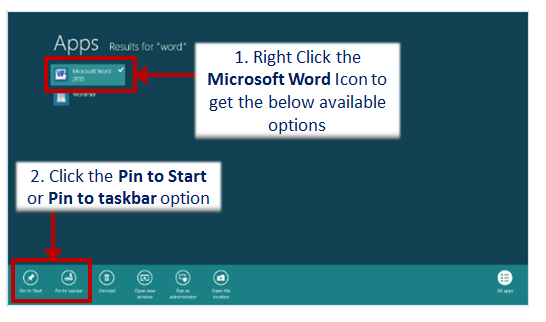 Apps Results for "word"
Microsoft Word
2013
WordPad
1. Right Click the
Microsoft Word Icon to
get the below available
options
2. Click the Pin to Start
or Pin to taskbar option
Pin to Start
Pin to taskbar
Uninstall
Open new
window
Run as
administrator
Open file
location
All apps